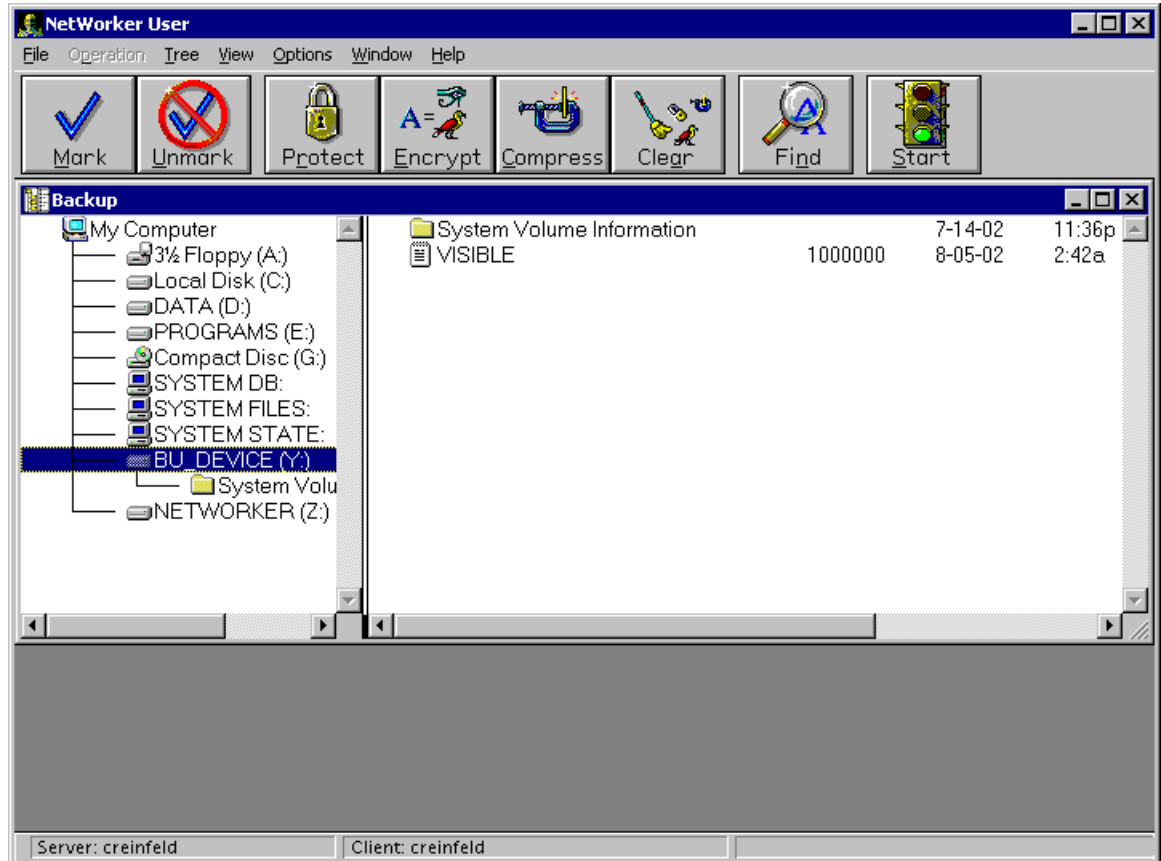 NetWorker User
File Operation Tree View Options Window Help
Mark Unmark Protect Encrypt Compress Clear Find Start
Backup
My Computer
3½ Floppy (A:)
Local Disk (C:)
DATA (D:)
PROGRAMS (E:)
Compact Disc (G:)
SYSTEM DB:
SYSTEM FILES:
SYSTEM STATE:
BU_DEVICE (Y:)
System Volu
NETWORKER (Z:)
System Volume Information 7-14-02 11:36p
VISIBLE 1000000 8-05-02 2:42a
Server: creinfeld Client: creinfeld